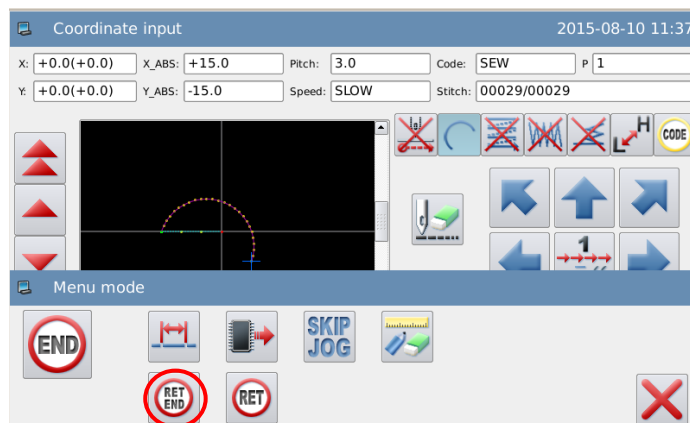 Coordinate input 2015-08-10 11:37
X: +0.0(+0.0) X_ABS: +15.0 Pitch: 3.0 Code: SEW P 1
Y: +0.0(+0.0) Y_ABS: -15.0 Speed: SLOW Stitch: 00029/00029
H
L
CODE
1
Menu mode
END
SKIP
JOG
RET
END
RET